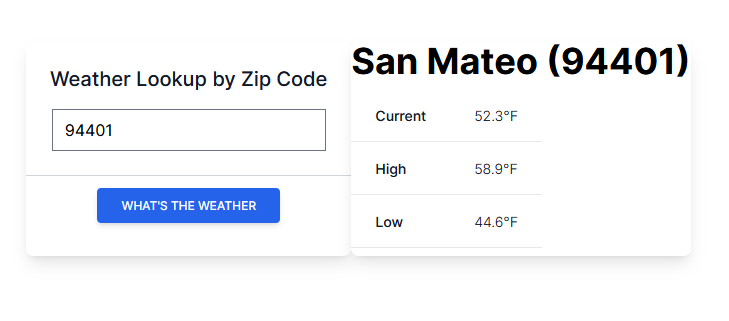 Weather Lookup by Zip Code
94401
WHAT'S THE WEATHER
San Mateo (94401)
Current 52.3°F
High 58.9°F
Low 44.6°F